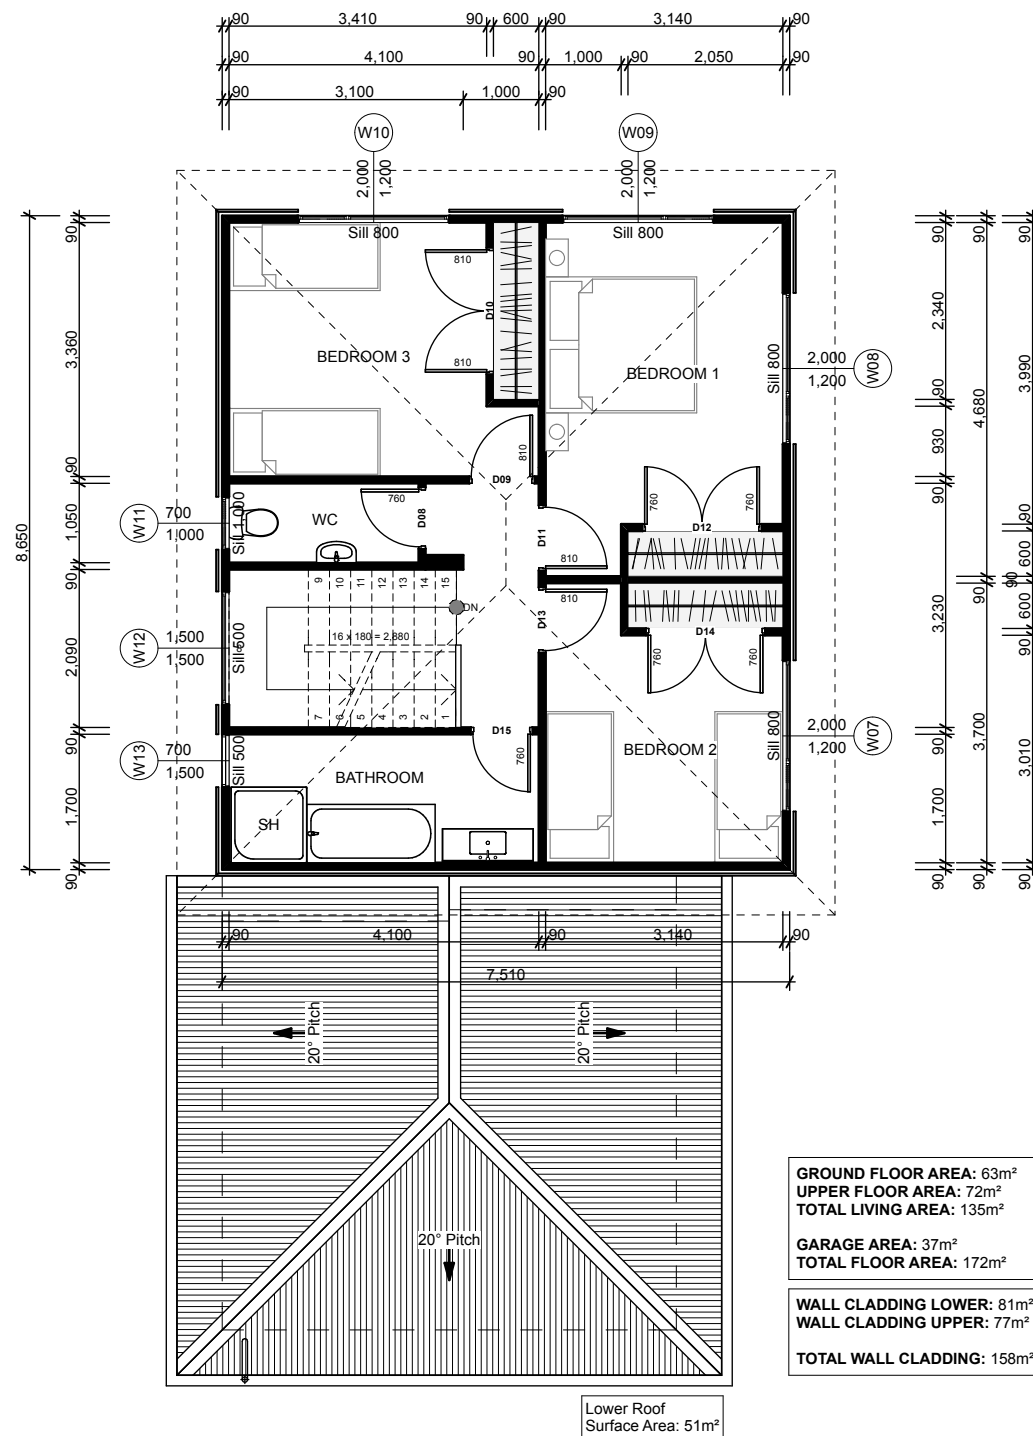 90 3,410 90 600 90 3,140 90
90 4,100 90 1,000 90 2,050 90
90 3,100 1,000 90
W10 W09
2,000 1,200 2,000 1,200
Sill 800 Sill 800
8,650
90 3,360 90 1,050 90 2,090 90 1,700 90
BEDROOM 3
810
D10
810
BEDROOM 1
Sill 800
2,000
1,200
W08
810
D09
W11
700
1,000
Sill 1,000
WC
760
D08
D11
810
760
D12
760
9 10 11 12 13 14 15
DN
16 x 180 = 2,880
7 6 5 4 3 2 1
W12
1,500
1,500
Sill 500
810
D13
760
D14
760
W13
700
1,500
Sill 500
BATHROOM
D15
760
SH
BEDROOM 2
Sill 800
2,000
1,200
W07
90 2,340 90 930 90 3,230 90 1,700 90
90 4,680 90 3,700 90
90 3,990 90 600 90 600 90 3,010 90
90 4,100 90 3,140 90
7,510
20° Pitch
20° Pitch
20° Pitch
GROUND FLOOR AREA: 63m²
UPPER FLOOR AREA: 72m²
TOTAL LIVING AREA: 135m²
GARAGE AREA: 37m²
TOTAL FLOOR AREA: 172m²
WALL CLADDING LOWER: 81m²
WALL CLADDING UPPER: 77m²
TOTAL WALL CLADDING: 158m²
Lower Roof
Surface Area: 51m²